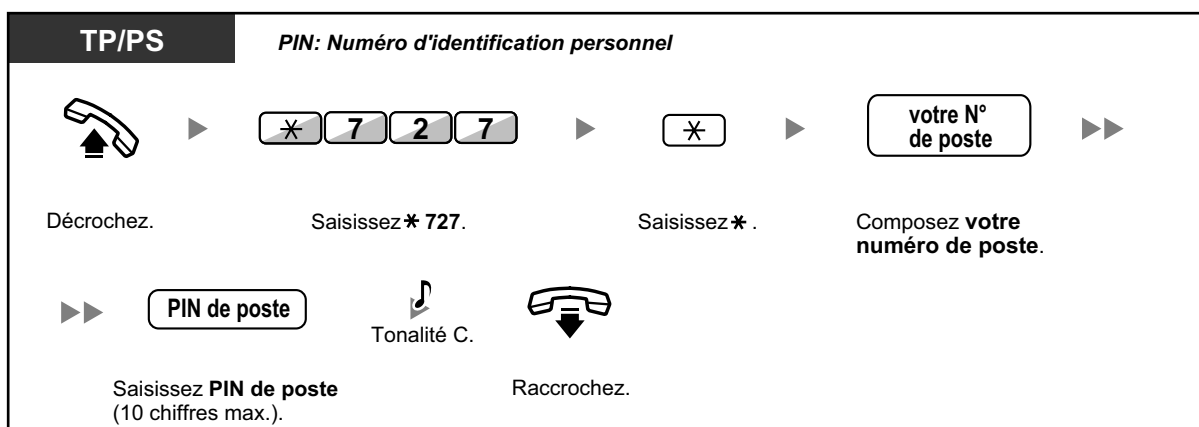 TP/PS
PIN: Numéro d'identification personnel
* 7 2 7
*
votre N°
de poste
Décrochez.
Saisissez * 727.
Saisissez * .
Composez votre
numéro de poste.
PIN de poste
Tonalité C.
Saisissez PIN de poste
(10 chiffres max.).
Raccrochez.